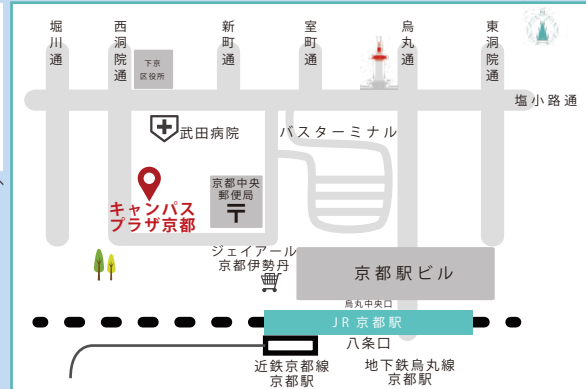 堀川通
西洞院通
新町通
室町通
烏丸通
東洞院通
下京
区役所
塩小路通
武田病院
バスターミナル
京都中央
郵便局
キャンパス
プラザ京都
ジェイアール
京都伊勢丹
京都駅ビル
烏丸中央口
JR京都駅
八条口
近鉄京都線
京都駅
地下鉄烏丸線
京都駅